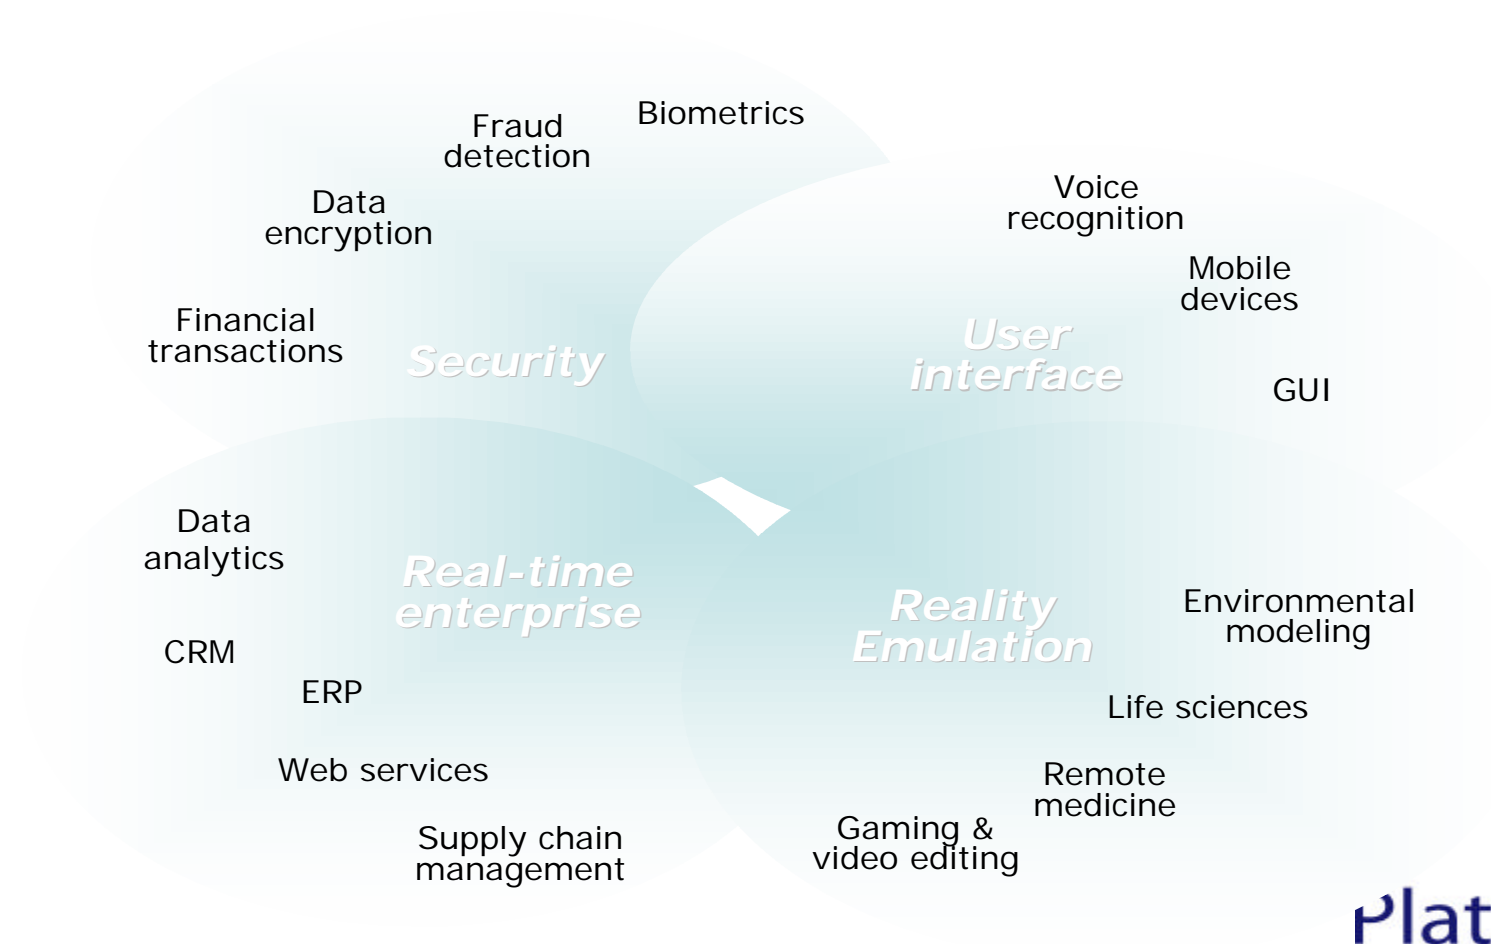 Biometrics
Fraud
detection
Data
encryption
Financial
transactions
Security
Voice
recognition
Mobile
devices
User
interface
GUI
Data
analytics
Real-time
enterprise
CRM
ERP
Web services
Supply chain
management
Reality
Emulation
Environmental
modeling
Life sciences
Remote
medicine
Gaming &
video editing
Plat